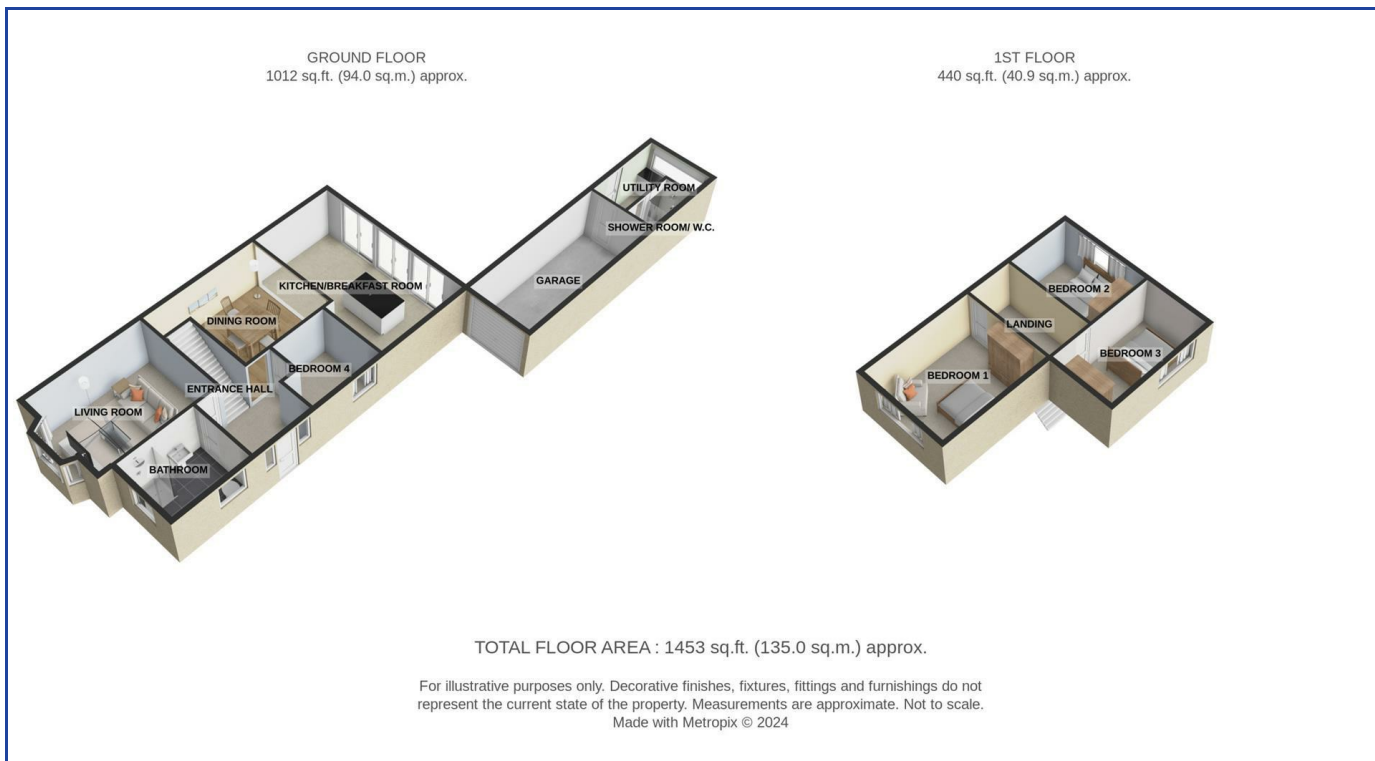 GROUND FLOOR
1012 sq.ft. (94.0 sq.m.) approx.
1ST FLOOR
440 sq.ft. (40.9 sq.m.) approx.
UTILITY ROOM
SHOWER ROOM/ W.C.
GARAGE
KITCHEN/BREAKFAST ROOM
DINING ROOM
BEDROOM 4
ENTRANCE HALL
LIVING ROOM
BATHROOM
BEDROOM 2
LANDING
BEDROOM 3
BEDROOM 1
TOTAL FLOOR AREA : 1453 sq.ft. (135.0 sq.m.) approx.
For illustrative purposes only. Decorative finishes, fixtures, fittings and furnishings do not
represent the current state of the property. Measurements are approximate. Not to scale.
Made with Metropix © 2024